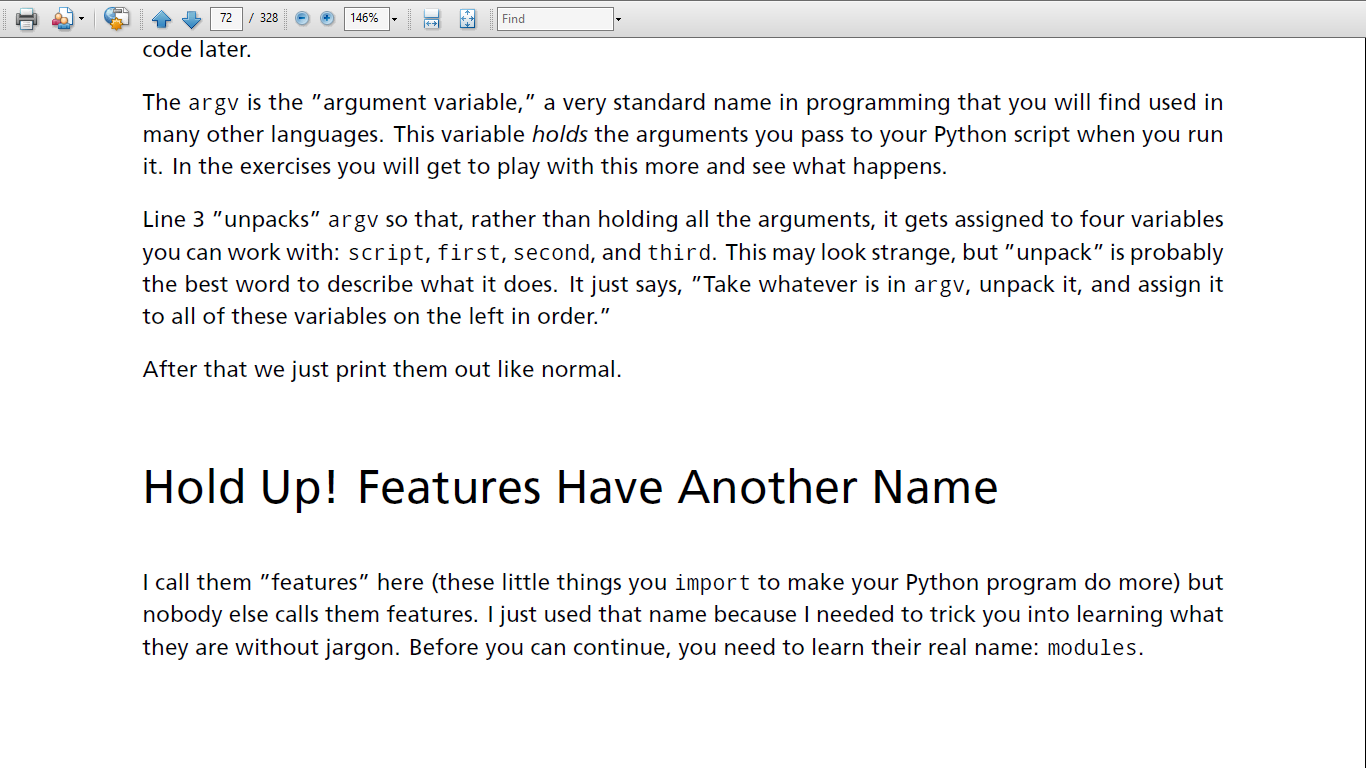 72 / 328 146% Find
code later.
The argv is the ”argument variable,” a very standard name in programming that you will find used in
many other languages. This variable holds the arguments you pass to your Python script when you run
it. In the exercises you will get to play with this more and see what happens.
Line 3 ”unpacks” argv so that, rather than holding all the arguments, it gets assigned to four variables
you can work with: script, first, second, and third. This may look strange, but ”unpack” is probably
the best word to describe what it does. It just says, ”Take whatever is in argv, unpack it, and assign it
to all of these variables on the left in order.”
After that we just print them out like normal.
Hold Up! Features Have Another Name
I call them ”features” here (these little things you import to make your Python program do more) but
nobody else calls them features. I just used that name because I needed to trick you into learning what
they are without jargon. Before you can continue, you need to learn their real name: modules.